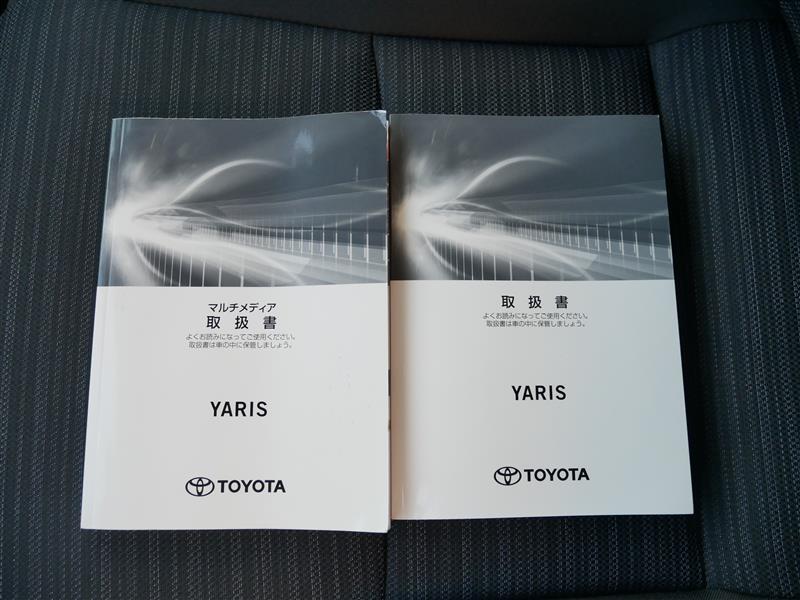 マルチメディア
取扱書
よくお読みになってご使用ください。
取扱書は車の中に保管しましょう。
YARIS
TOYOTA
取扱書
よくお読みになってご使用ください。
取扱書は車の中に保管しましょう。
YARIS
TOYOTA